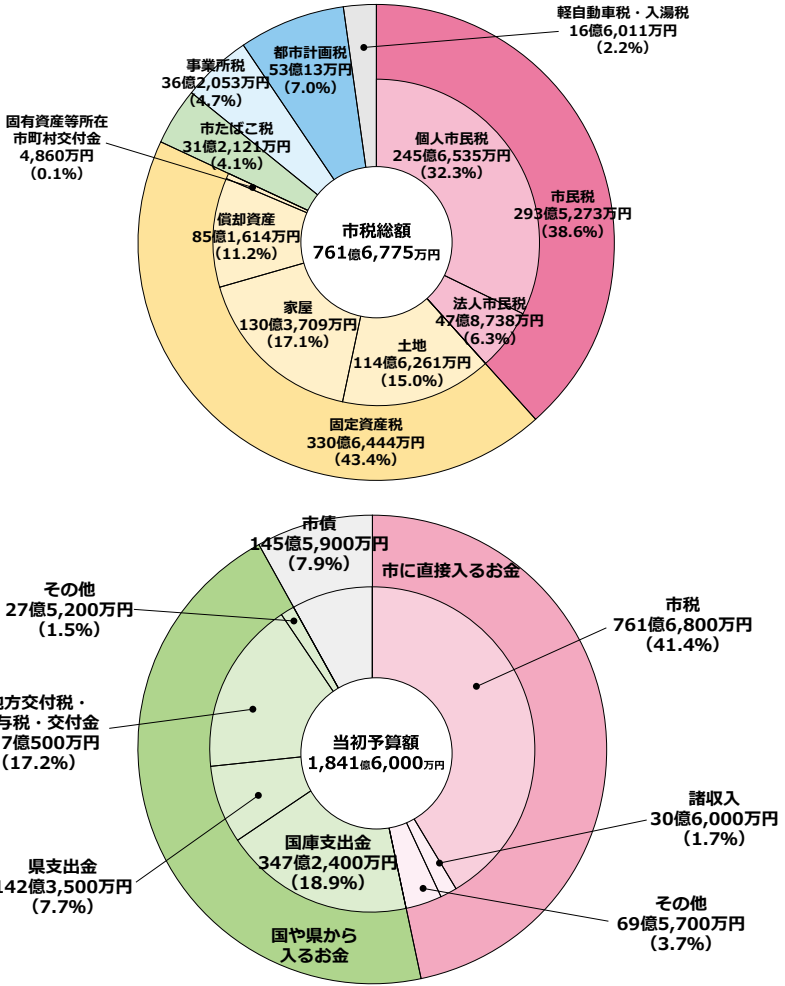 軽自動車税・入湯税
16億6,011万円
（2.2%）
都市計画税
53億13万円
（7.0%）
事業所税
36億2,053万円
（4.7%）
市たばこ税
31億2,121万円
（4.1%）
固有資産等所在
市町村交付金
4,860万円
（0.1%）
個人市民税
245億6,535万円
（32.3%）
市民税
293億5,273万円
（38.6%）
市税総額
761億6,775万円
償却資産
85億1,614万円
（11.2%）
家屋
130億3,709万円
（17.1%）
法人市民税
47億8,738万円
（6.3%）
土地
114億6,261万円
（15.0%）
固定資産税
330億6,444万円
（43.4%）
市債
145億5,900万円
（7.9%）
市に直接入るお金
その他
27億5,200万円
（1.5%）
市税
761億6,800万円
（41.4%）
方交付税・
与税・交付金
7億500万円
（17.2%）
当初予算額
1,841億6,000万円
諸収入
30億6,000万円
（1.7%）
国庫支出金
347億2,400万円
（18.9%）
県支出金
142億3,500万円
（7.7%）
その他
69億5,700万円
（3.7%）
国や県から
入るお金